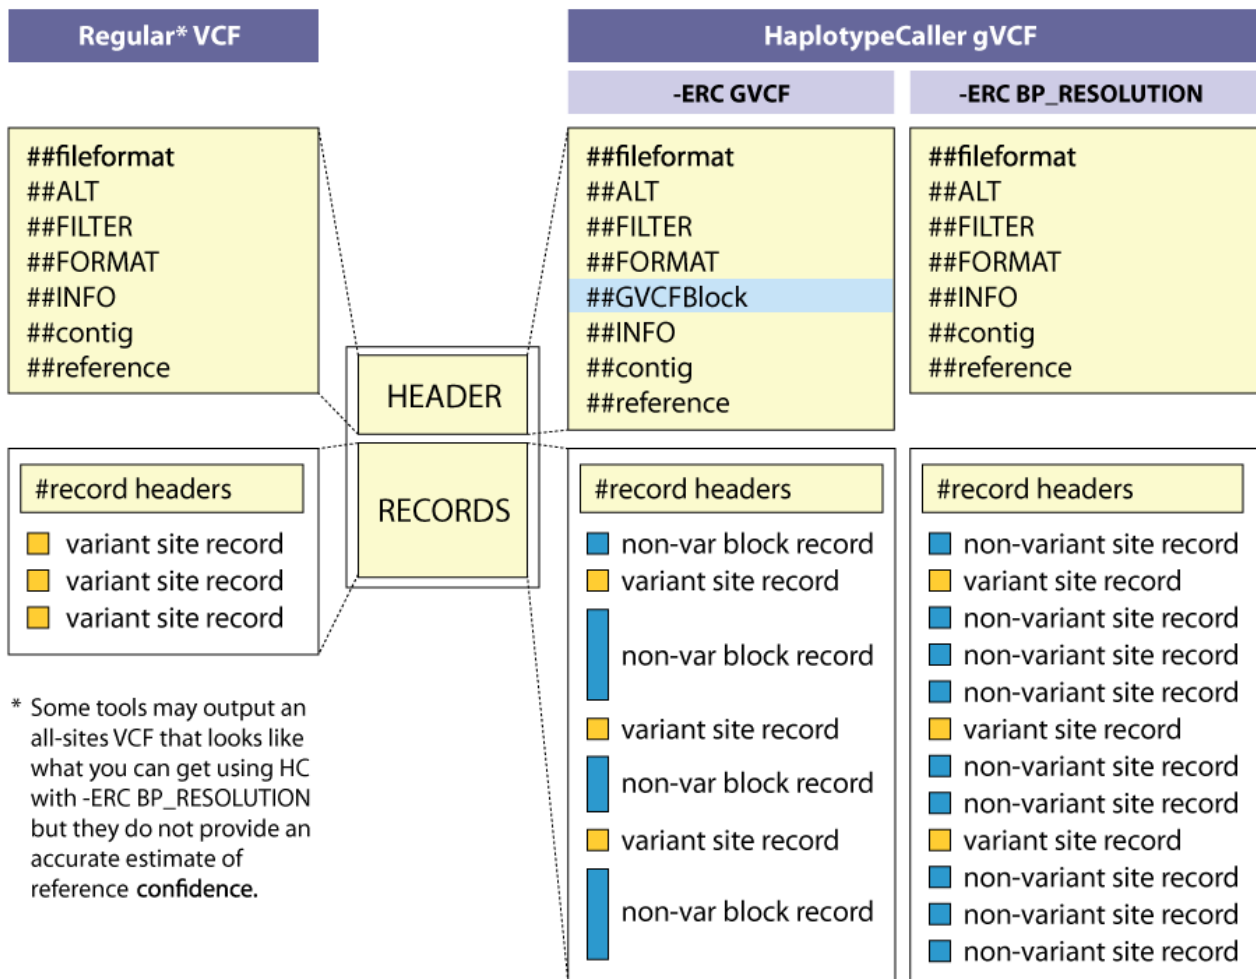 Regular* VCF
HaplotypeCaller gVCF
-ERC GVCF
-ERC BP_RESOLUTION
##fileformat
##ALT
##FILTER
##FORMAT
##INFO
##contig
##reference
##fileformat
##ALT
##FILTER
##FORMAT
##GVCFBlock
##INFO
##contig
##reference
##fileformat
##ALT
##FILTER
##FORMAT
##INFO
##contig
##reference
HEADER
RECORDS
#record headers
variant site record
variant site record
variant site record
* Some tools may output an
all-sites VCF that looks like
what you can get using HC
with -ERC BP_RESOLUTION
but they do not provide an
accurate estimate of
reference confidence.
#record headers
non-var block record
variant site record
non-var block record
variant site record
non-var block record
variant site record
non-var block record
#record headers
non-variant site record
variant site record
non-variant site record
non-variant site record
non-variant site record
variant site record
non-variant site record
non-variant site record
variant site record
non-variant site record
non-variant site record
non-variant site record